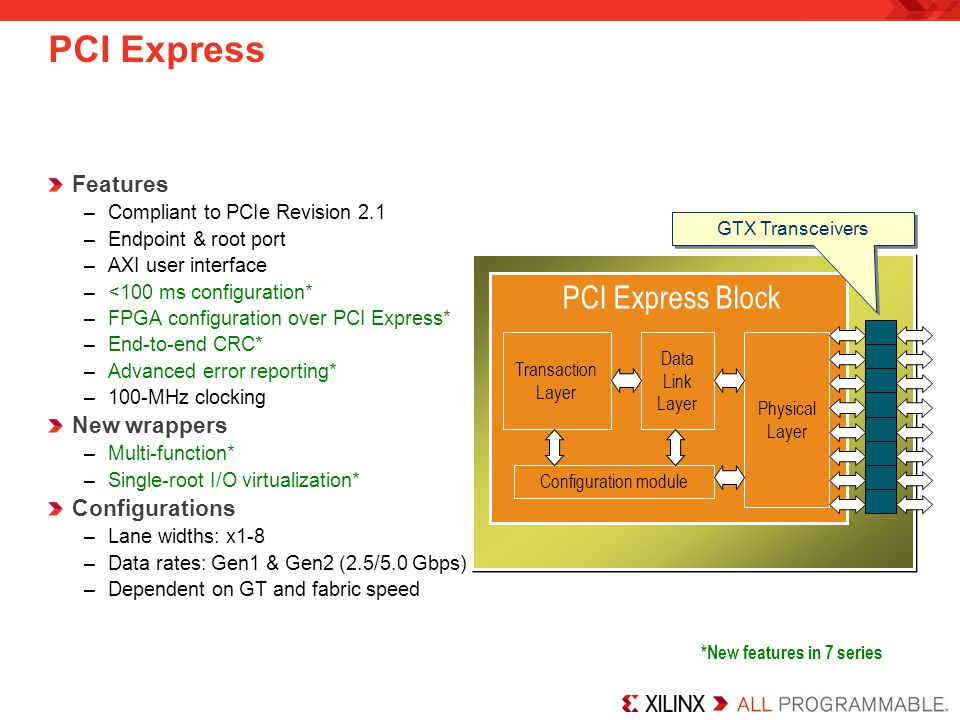 PCI Express
Features
–Compliant to PCIe Revision 2.1
–Endpoint & root port
–AXI user interface
–<100 ms configuration*
–FPGA configuration over PCI Express*
–End-to-end CRC*
–Advanced error reporting*
–100-MHz clocking
New wrappers
–Multi-function*
–Single-root I/O virtualization*
Configurations
–Lane widths: x1-8
–Data rates: Gen1 & Gen2 (2.5/5.0 Gbps)
–Dependent on GT and fabric speed
GTX Transceivers
PCI Express Block
Transaction
Layer
Data
Link
Layer
Physical
Layer
Configuration module
*New features in 7 series
XILINX ALL PROGRAMMABLE.